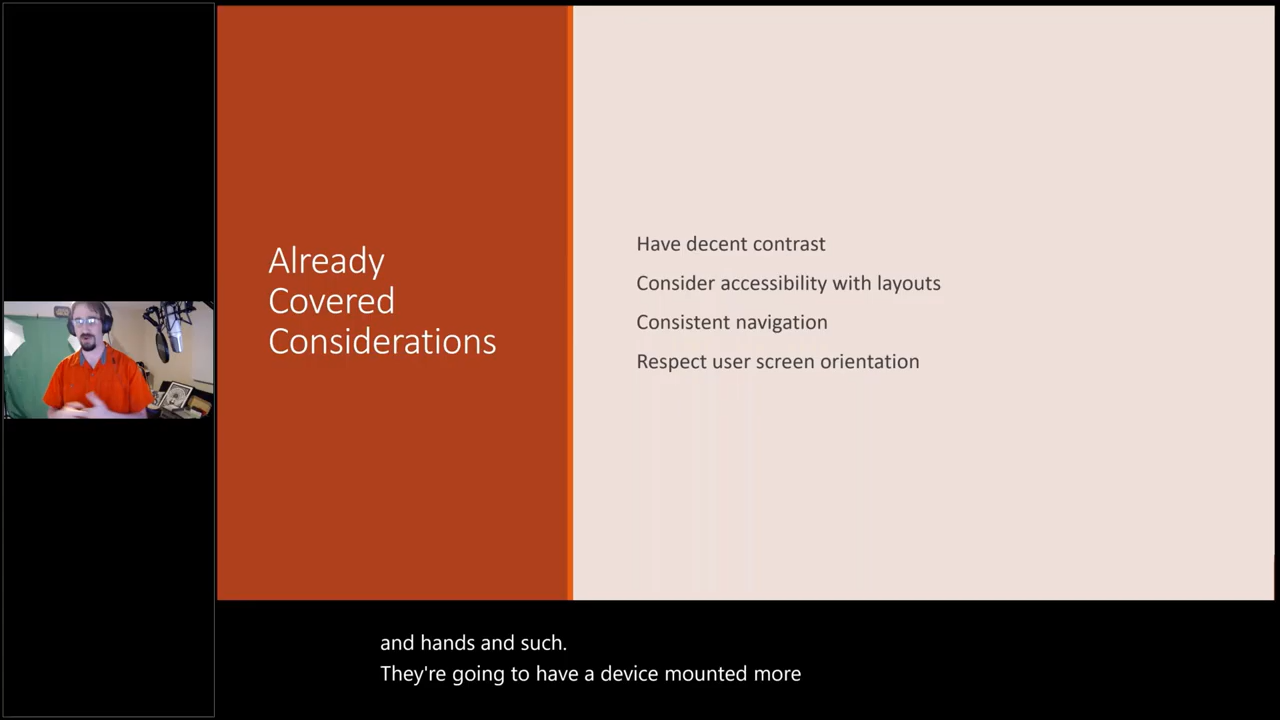 Already
Covered
Considerations
Have decent contrast
Consider accessibility with layouts
Consistent navigation
Respect user screen orientation
and hands and such.
They're going to have a device mounted more